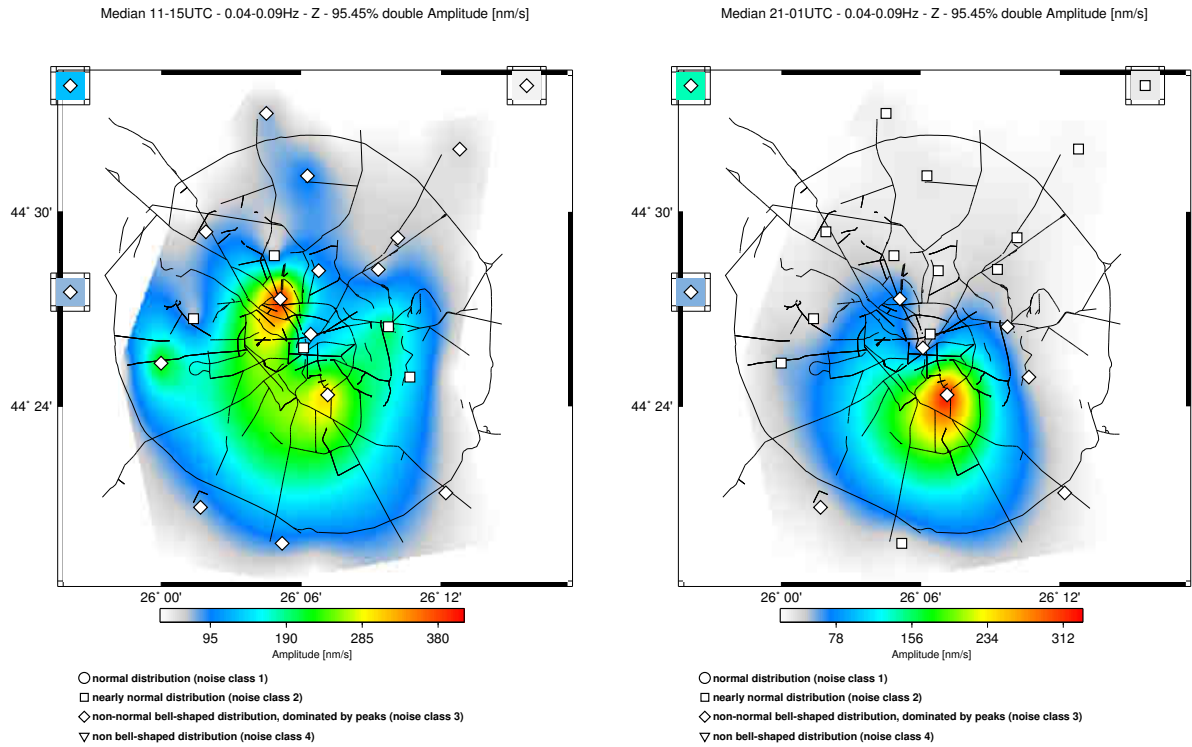 Median 11-15UTC - 0.04-0.09Hz - Z - 95.45% double Amplitude [nm/s]
44° 30'
44° 24'
26° 00'
26° 06'
26° 12'
95
190
285
380
Amplitude [nm/s]
normal distribution (noise class 1)
nearly normal distribution (noise class 2)
non-normal bell-shaped distribution, dominated by peaks (noise class 3)
non bell-shaped distribution (noise class 4)
Median 21-01UTC - 0.04-0.09Hz - Z - 95.45% double Amplitude [nm/s]
44° 30'
44° 24'
26° 00'
26° 06'
26° 12'
78
156
234
312
Amplitude [nm/s]
normal distribution (noise class 1)
nearly normal distribution (noise class 2)
non-normal bell-shaped distribution, dominated by peaks (noise class 3)
non bell-shaped distribution (noise class 4)